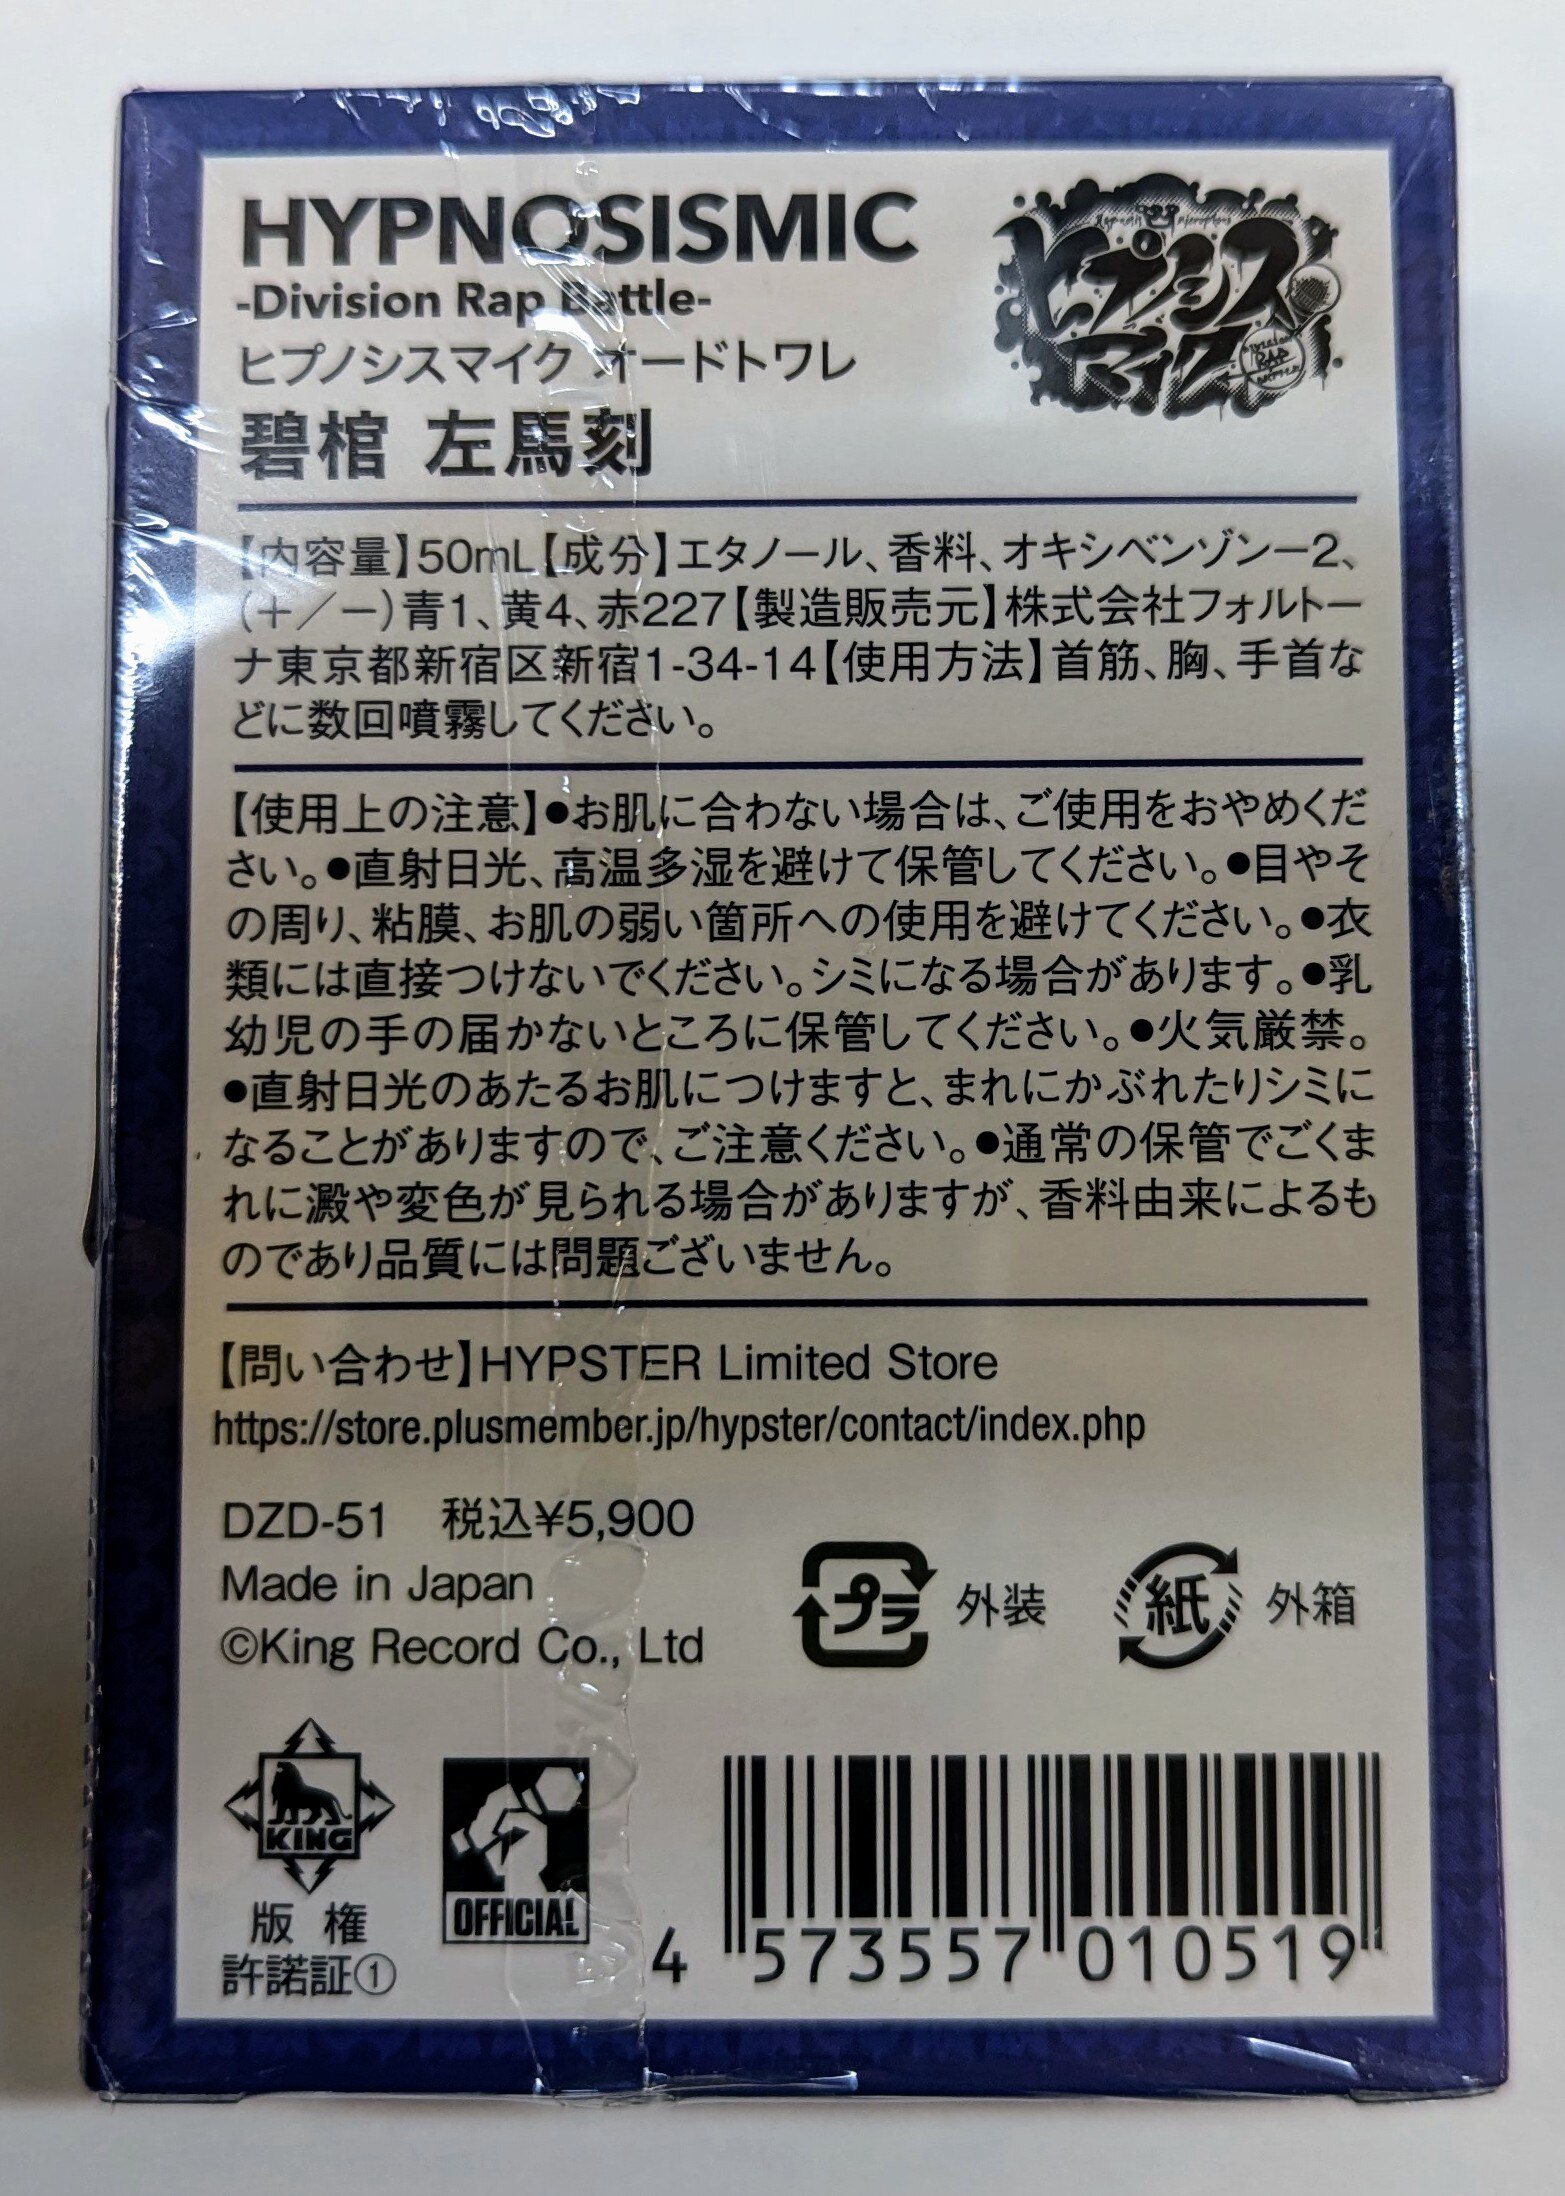 HYPNOSISMIC
-Division Rap Battle-
ヒプノシスマイク オードトワレ
碧棺 左馬刻
ヒプノシス
マイク
RAP
【内容量】50mL【成分】エタノール、香料、オキシベンゾンー2、
(+/ー)青1、黄4、赤227【製造販売元】株式会社フォルトー
ナ東京都新宿区新宿1-34-14【使用方法】首筋、胸、手首な
どに数回噴霧してください。
【使用上の注意】●お肌に合わない場合は、ご使用をおやめくだ
さい。●直射日光、高温多湿を避けて保管してください。●目やそ
の周り、粘膜、お肌の弱い箇所への使用を避けてください。●衣
類には直接つけないでください。シミになる場合があります。●乳
幼児の手の届かないところに保管してください。●火気厳禁。
●直射日光のあたるお肌につけますと、まれにかぶれたりシミに
なることがありますので、ご注意ください。●通常の保管でごくま
れに澱や変色が見られる場合がありますが、香料由来によるも
のであり品質には問題ございません。
【問い合わせ】HYPSTER Limited Store
https://store.plusmember.jp/hypster/contact/index.php
DZD-51 税込¥5,900
Made in Japan
©King Record Co., Ltd
プラ 外装
紙 外箱
KING
版 権
許諾証①
OFFICIAL
4 573557 010519